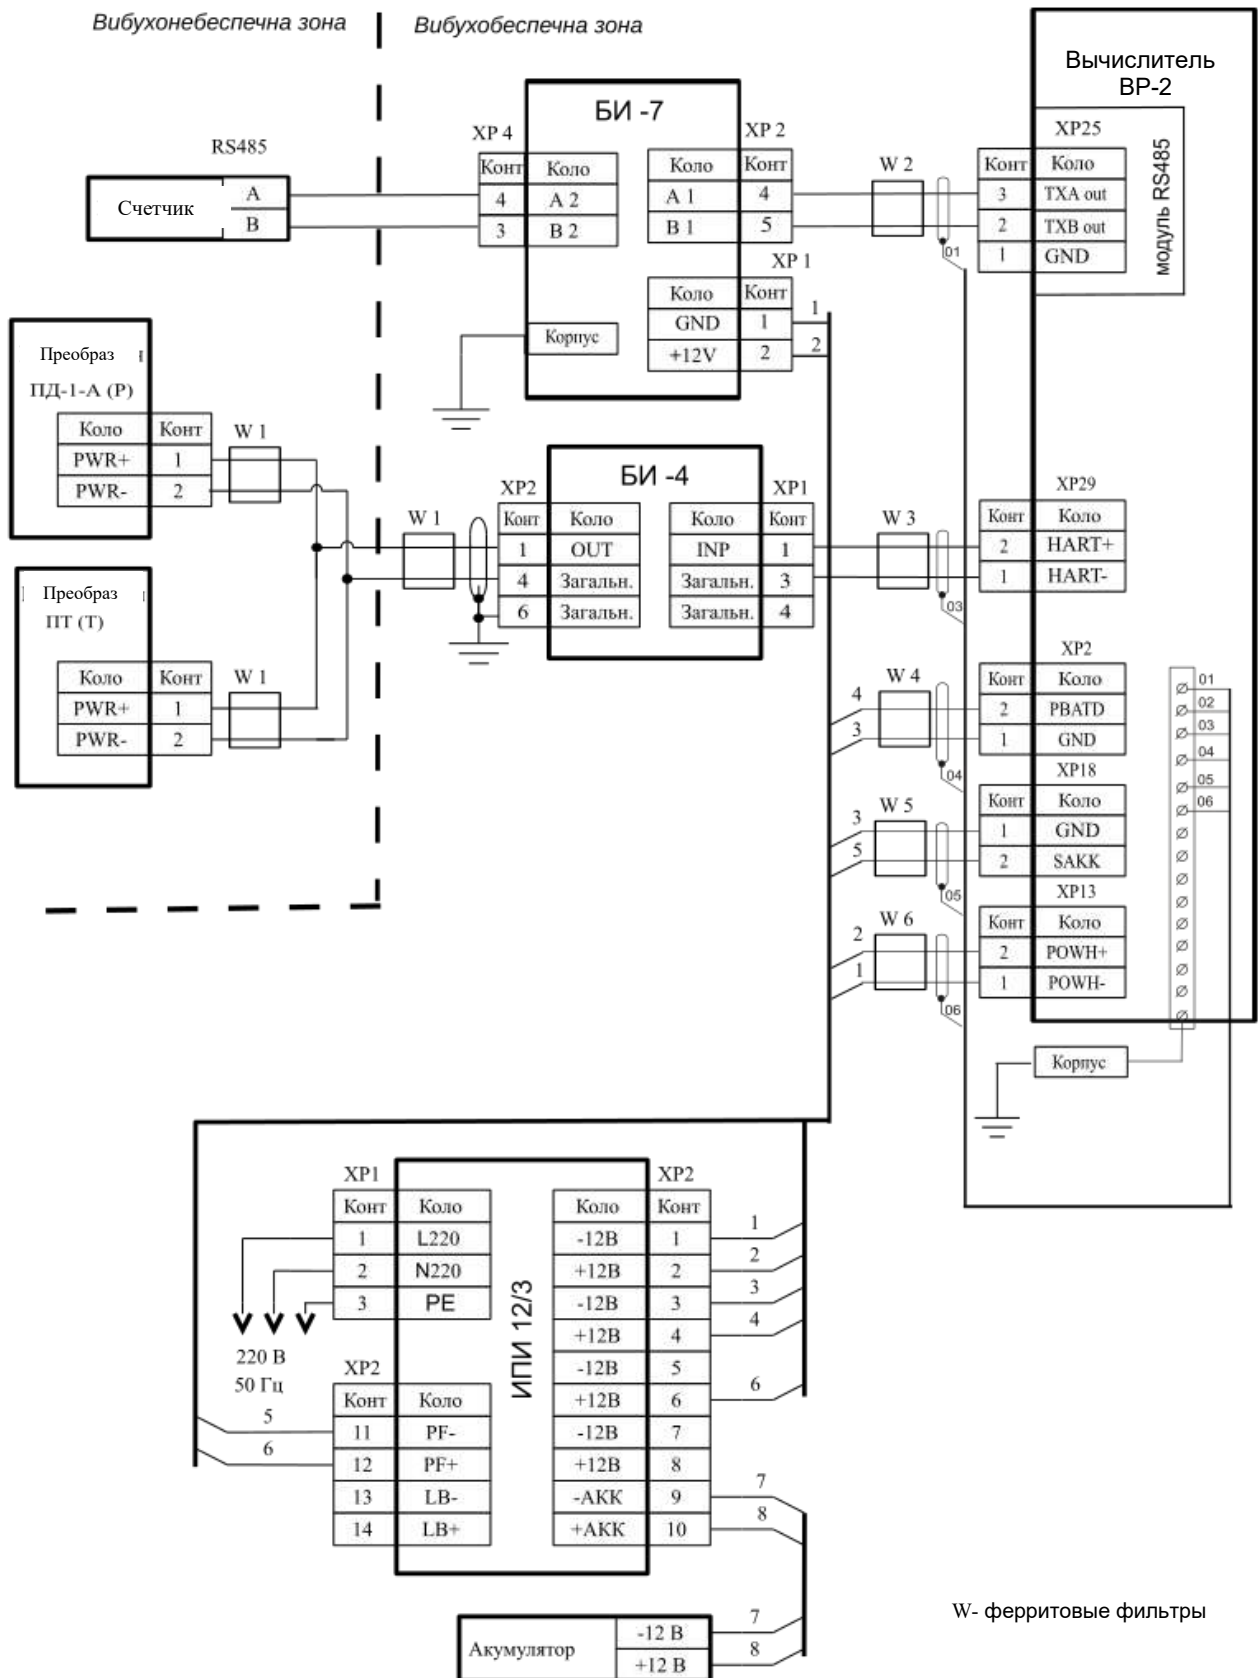 Вибухонебеспечна зона
Вибухобеспечна зона
Вычислитель
ВР-2
БИ -7
XP 4
XP 2
Конт Коло
4 A 2
3 B 2
Коло Конт
A 1 4
B 1 5
XP 1
Коло Конт
GND 1
+12V 2
Корпус
1
2
RS485
Счетчик
A
B
W 2
01
XP25
Конт Коло
3 TXA out
2 TXB out
1 GND
модуль RS485
Преобраз
ПД-1-А (Р)
Коло Конт
PWR+ 1
PWR- 2
W 1
Преобраз
ПТ (Т)
Коло Конт
PWR+ 1
PWR- 2
W 1
W 1
БИ -4
XP2
Конт Коло
1 OUT
4 Загальн.
6 Загальн.
XP1
Коло Конт
INP 1
Загальн. 3
Загальн. 4
W 3
03
XP29
Конт Коло
2 HART+
1 HART-
4
3
W 4
04
XP2
Конт Коло
2 PBATD
1 GND
3
5
W 5
05
XP18
Конт Коло
1 GND
2 SAKK
2
1
W 6
06
XP13
Конт Коло
2 POWH+
1 POWH-
01
02
03
04
05
06
Корпус
ИПИ 12/3
XP1
Конт Коло
1 L220
2 N220
3 PE
220 В
50 Гц
XP2
Конт Коло
11 PF-
12 PF+
13 LB-
14 LB+
5
6
XP2
Коло Конт
-12В 1
+12В 2
-12В 3
+12В 4
-12В 5
+12В 6
-12В 7
+12В 8
-АКК 9
+АКК 10
1
2
3
4
6
7
8
Акумулятор
-12 В
+12 В
7
8
W- ферритовые фильтры